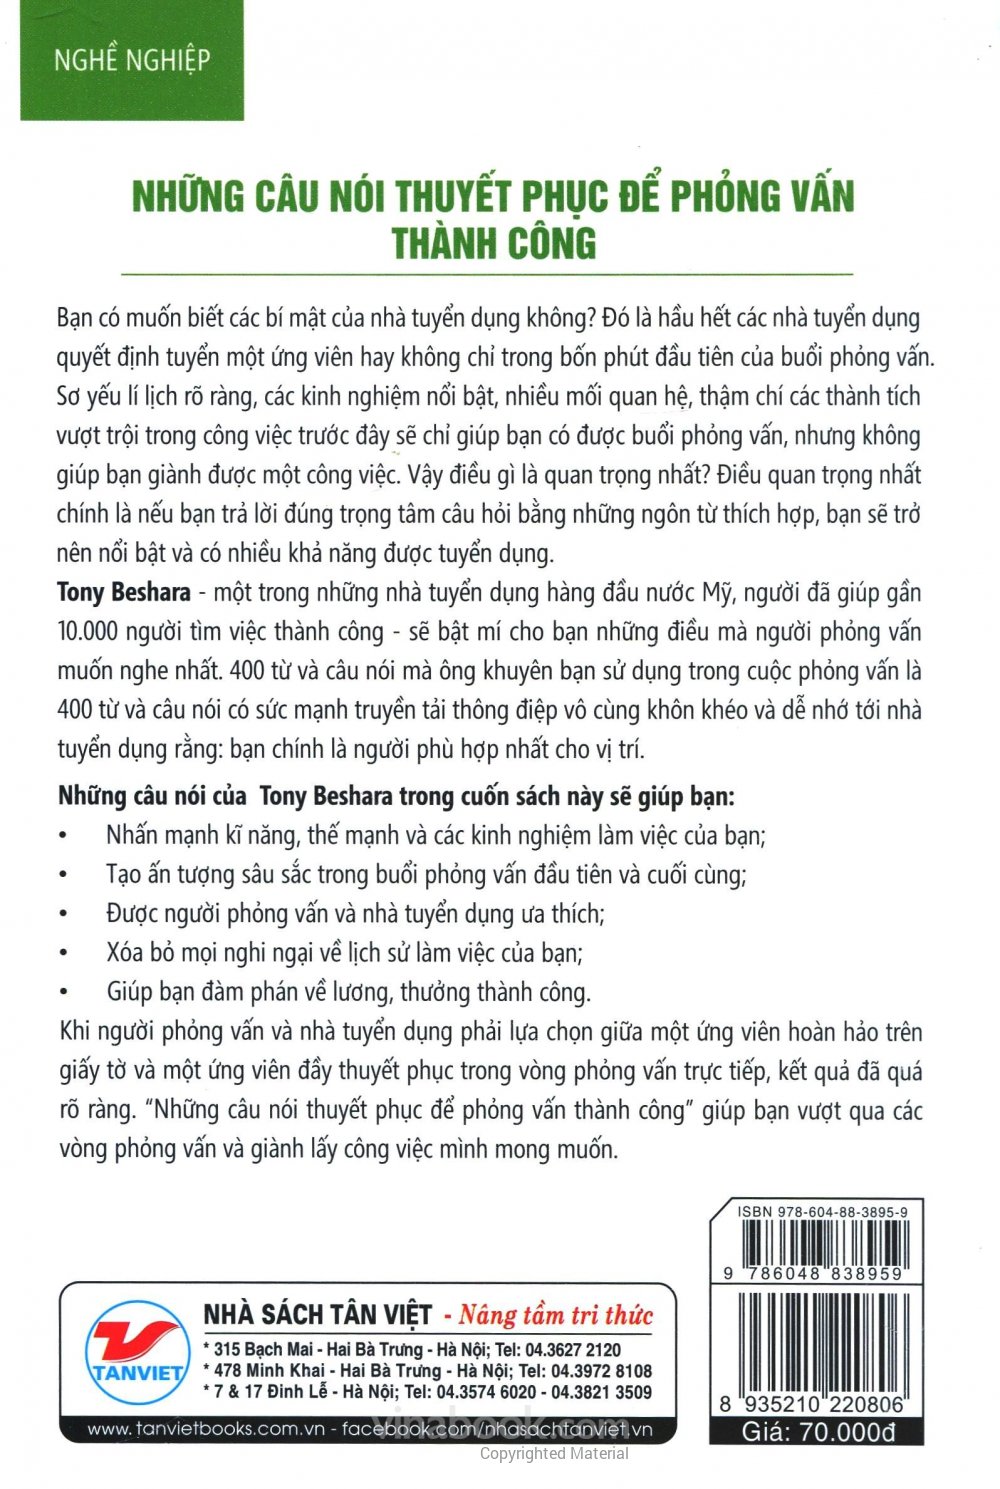 NGHỀ NGHIỆP
NHỮNG CÂU NÓI THUYẾT PHỤC ĐỂ PHỎNG VẤN
THÀNH CÔNG
Bạn có muốn biết các bí mật của nhà tuyển dụng không? Đó là hầu hết các nhà tuyển dụng
quyết định tuyển một ứng viên hay không chỉ trong bốn phút đầu tiên của buổi phỏng vấn.
Sơ yếu lí lịch rõ ràng, các kinh nghiệm nổi bật, nhiều mối quan hệ, thậm chí các thành tích
vượt trội trong công việc trước đây sẽ chỉ giúp bạn có được buổi phỏng vấn, nhưng không
giúp bạn giành được một công việc. Vậy điều gì là quan trọng nhất? Điều quan trọng nhất
chính là nếu bạn trả lời đúng trọng tâm câu hỏi bằng những ngôn từ thích hợp, bạn sẽ trở
nên nổi bật và có nhiều khả năng được tuyển dụng.
Tony Beshara - một trong những nhà tuyển dụng hàng đầu nước Mỹ, người đã giúp gần
10.000 người tìm việc thành công - sẽ bật mí cho bạn những điều mà người phỏng vấn
muốn nghe nhất. 400 từ và câu nói mà ông khuyên bạn sử dụng trong cuộc phỏng vấn là
400 từ và câu nói có sức mạnh truyền tải thông điệp vô cùng khôn khéo và dễ nhớ tới nhà
tuyển dụng rằng: bạn chính là người phù hợp nhất cho vị trí.
Những câu nói của Tony Beshara trong cuốn sách này sẽ giúp bạn:
• Nhấn mạnh kĩ năng, thế mạnh và các kinh nghiệm làm việc của bạn;
• Tạo ấn tượng sâu sắc trong buổi phỏng vấn đầu tiên và cuối cùng;
• Được người phỏng vấn và nhà tuyển dụng ưa thích;
• Xóa bỏ mọi nghi ngại về lịch sử làm việc của bạn;
• Giúp bạn đàm phán về lương, thưởng thành công.
Khi người phỏng vấn và nhà tuyển dụng phải lựa chọn giữa một ứng viên hoàn hảo trên
giấy tờ và một ứng viên đầy thuyết phục trong vòng phỏng vấn trực tiếp, kết quả đã quá
rõ ràng. “Những câu nói thuyết phục để phỏng vấn thành công” giúp bạn vượt qua các
vòng phỏng vấn và giành lấy công việc mình mong muốn.
ISBN 978-604-88-3895-9
9 786048 838959
8 935210 220806
Giá: 70.000đ
TANVIET
NHÀ SÁCH TÂN VIỆT - Nâng tầm tri thức
* 315 Bạch Mai - Hai Bà Trưng - Hà Nội; Tel: 04.3627 2120
* 478 Minh Khai - Hai Bà Trưng - Hà Nội; Tel: 04.3972 8108
* 7 & 17 Đinh Lễ - Hà Nội; Tel: 04.3574 6020 - 04.3821 3509
www.tanvietbooks.com.vn - facebook.com/nhasachtanviet.vn
vinabook.com
Copyrighted Material